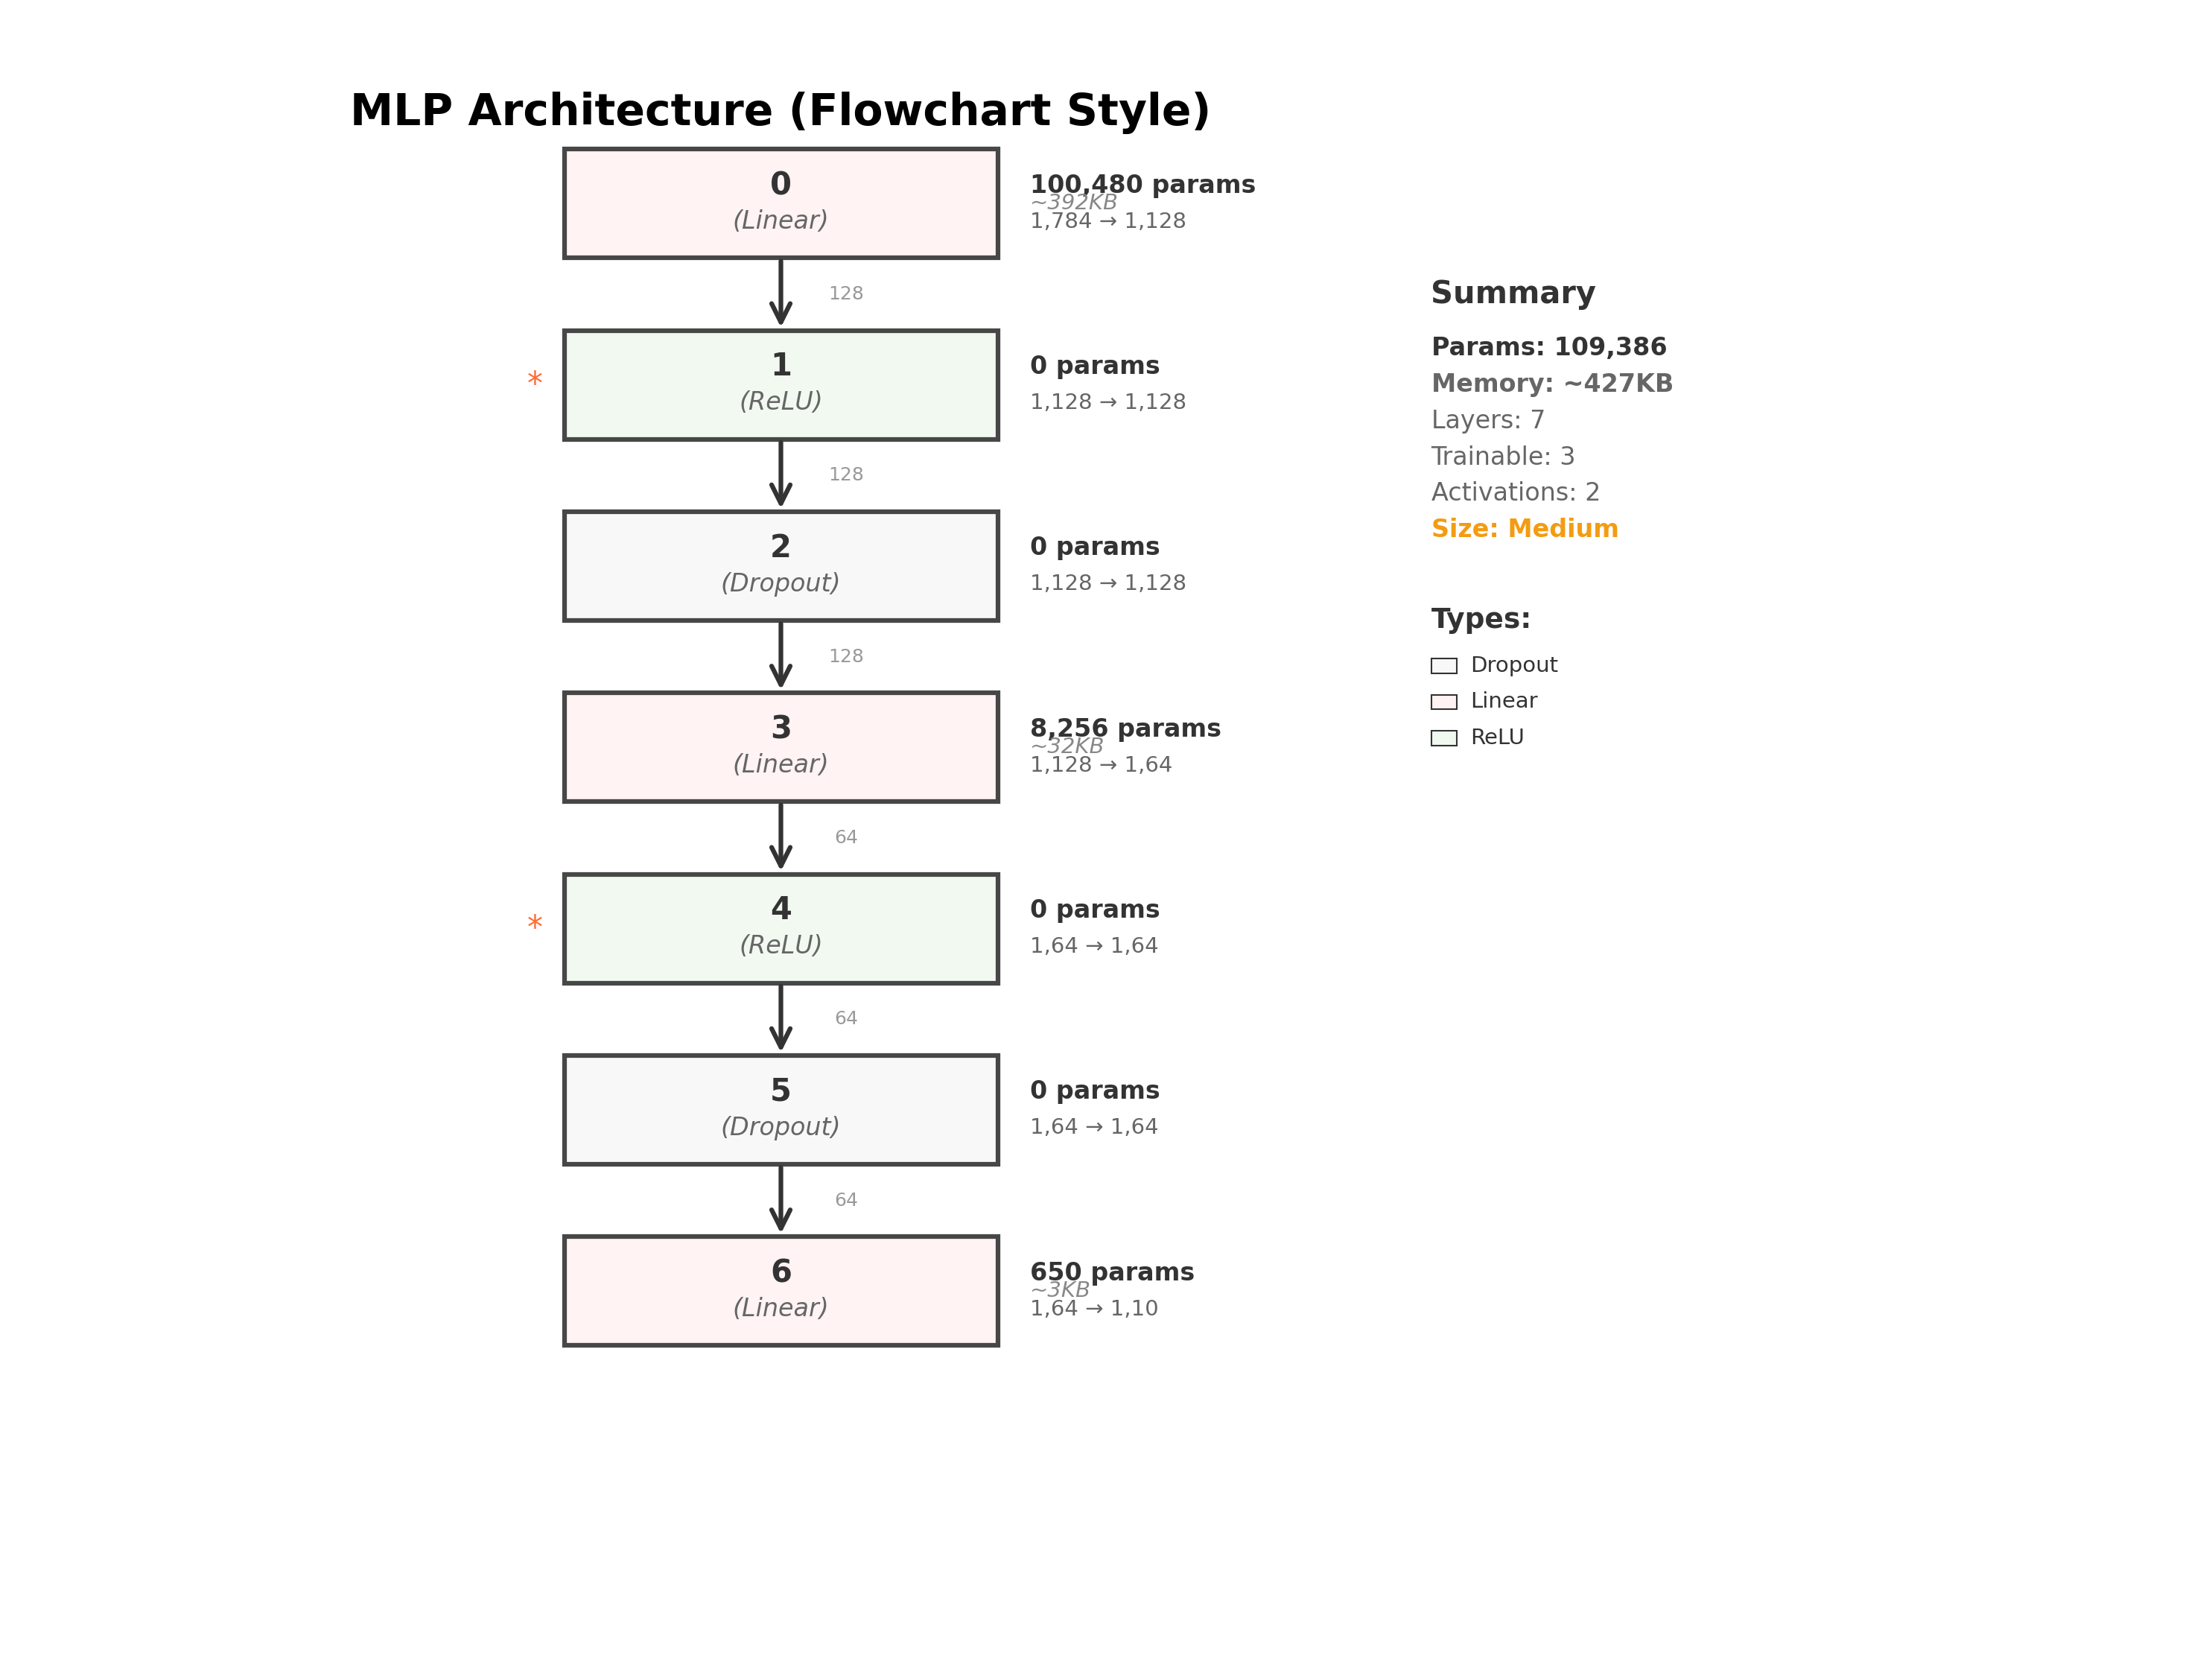 MLP Architecture (Flowchart Style)
0
(Linear)
100,480 params
~392KB
1,784 → 1,128
128
*
1
(ReLU)
0 params
1,128 → 1,128
128
2
(Dropout)
0 params
1,128 → 1,128
128
3
(Linear)
8,256 params
~32KB
1,128 → 1,64
64
*
4
(ReLU)
0 params
1,64 → 1,64
64
5
(Dropout)
0 params
1,64 → 1,64
64
6
(Linear)
650 params
~3KB
1,64 → 1,10
Summary
Params: 109,386
Memory: ~427KB
Layers: 7
Trainable: 3
Activations: 2
Size: Medium
Types:
Dropout
Linear
ReLU